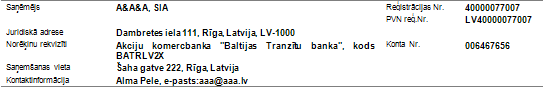 Saņēmējs A&A&A, SIA Reģistrācijas Nr. 40000077007
PVN reģ.Nr. LV40000077007
Juridiskā adrese Dambretes iela111, Rīga, Latvija, LV-1000
Norēķinu rekvizīti Akciju komercbanka "Baltijas Tranzītu banka", kods BATRLV2X Konta Nr. 006467656
Saņemšanas vieta Šaha gatve 222, Rīga, Latvija
Kontaktinformācija Alma Pele, e-pasts:aaa@aaa.lv